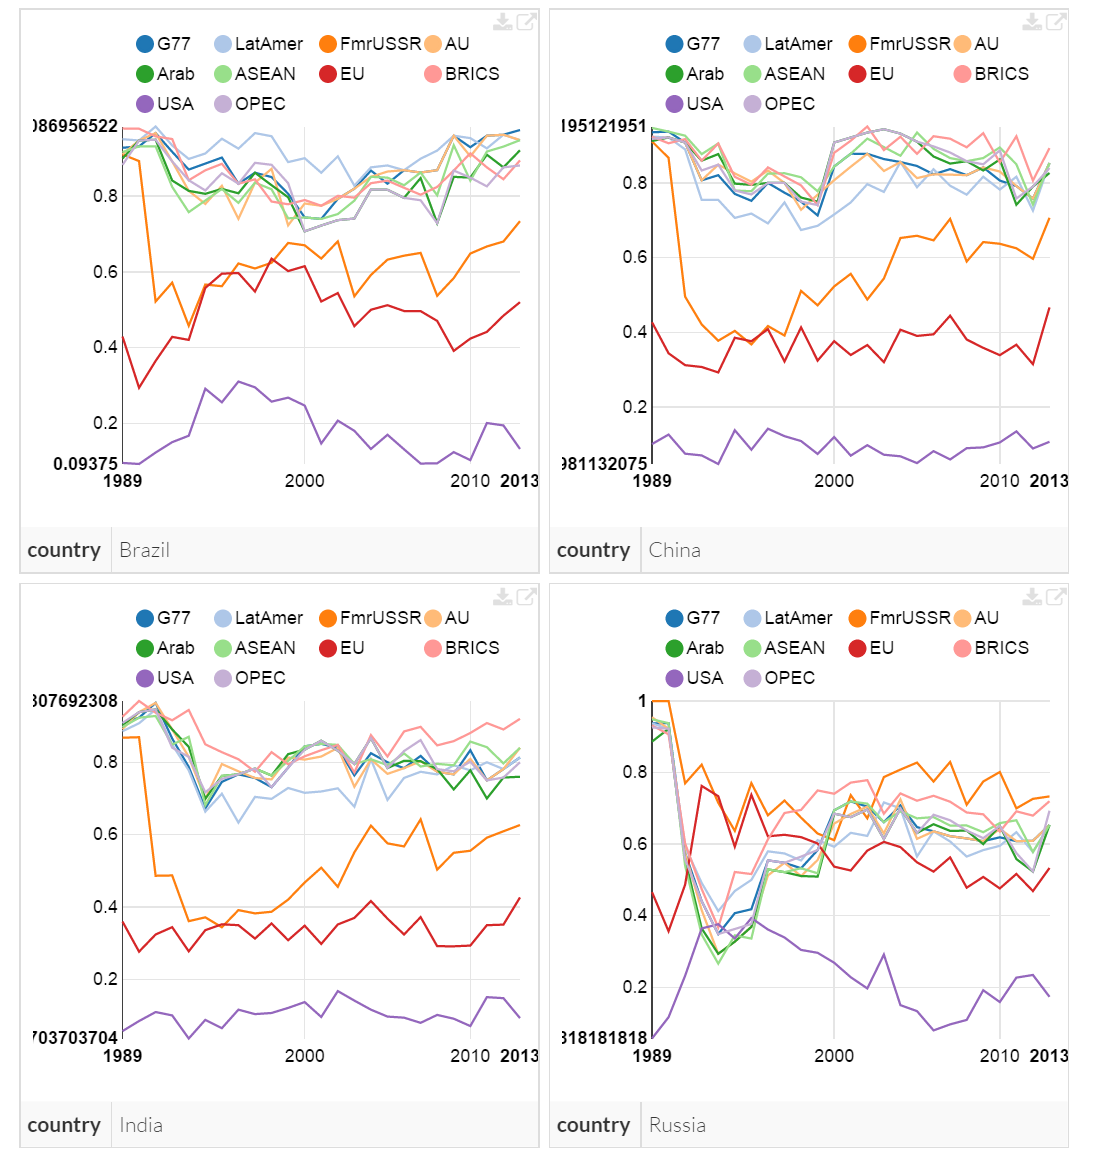 G77 LatAmer FmrUSSR AU
Arab ASEAN EU BRICS
USA OPEC
086956522
0.8
0.6
0.4
0.2
0.09375
1989 2000 2010 2013
country Brazil
G77 LatAmer FmrUSSR AU
Arab ASEAN EU BRICS
USA OPEC
195121951
0.8
0.6
0.4
0.2
981132075
1989 2000 2010 2013
country China
G77 LatAmer FmrUSSR AU
Arab ASEAN EU BRICS
USA OPEC
307692308
0.8
0.6
0.4
0.2
703703704
1989 2000 2010 2013
country India
G77 LatAmer FmrUSSR AU
Arab ASEAN EU BRICS
USA OPEC
1
0.8
0.6
0.4
0.2
318181818
1989 2000 2010 2013
country Russia